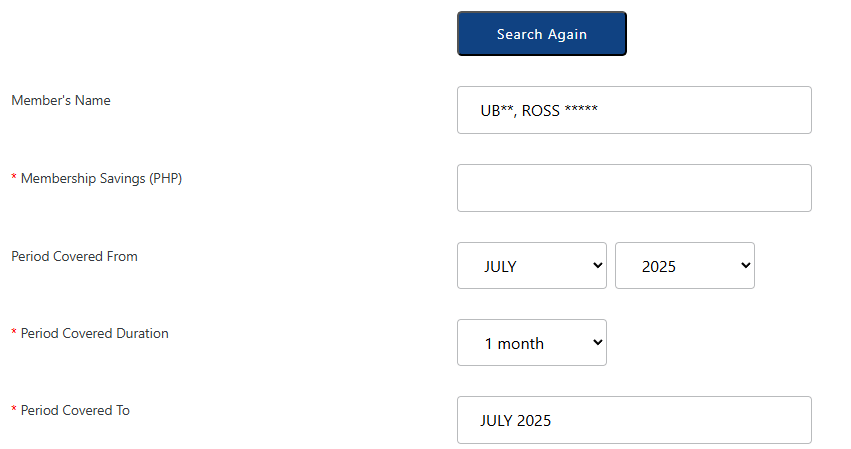 Search Again
Member's Name
UB**, ROSS *****
* Membership Savings (PHP)
Period Covered From
JULY 2025
* Period Covered Duration
1 month
* Period Covered To
JULY 2025